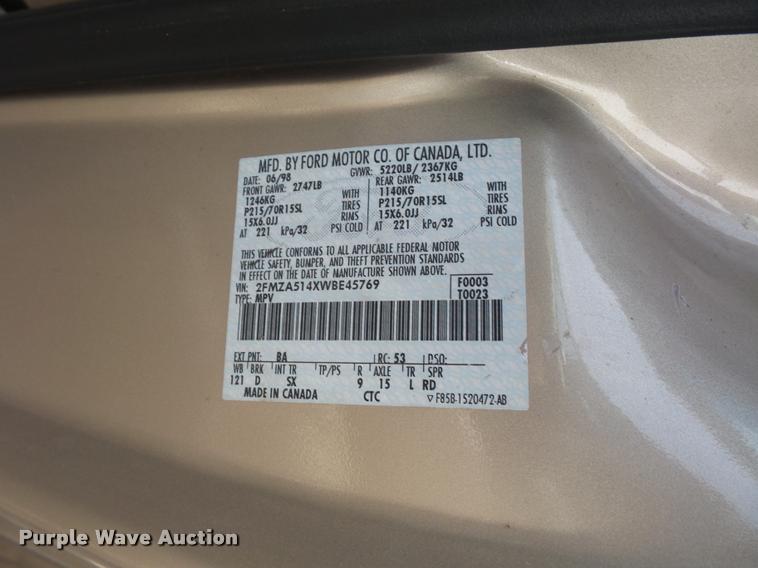 MFD. BY FORD MOTOR CO. OF CANADA, LTD.
DATE: 06/98 GVWR: 5220LB/ 2367KG
FRONT GAWR: 2747LB REAR GAWR: 2514LB
1246KG WITH 1140KG WITH
P215/70R15SL TIRES P215/70R15SL TIRES
15X6.0JJ RIMS 15X6.0JJ RIMS
AT 221 kPa/32 PSI COLD AT 221 kPa/32 PSI COLD
THIS VEHICLE CONFORMS TO ALL APPLICABLE FEDERAL MOTOR
VEHICLE SAFETY, BUMPER, AND THEFT PREVENTION STANDARDS
IN EFFECT ON THE DATE OF MANUFACTURE SHOWN ABOVE.
VIN: 2FMZA514XWBE45769 F0003
TYPE: MPV T0023
EXT PNT: BA RC: 53 DSO:
WB BRK INT TR TP/PS R AXLE TR SPR
121 D SX 9 15 L RD
MADE IN CANADA CTC F85B-1520472-AB
Purple Wave Auction